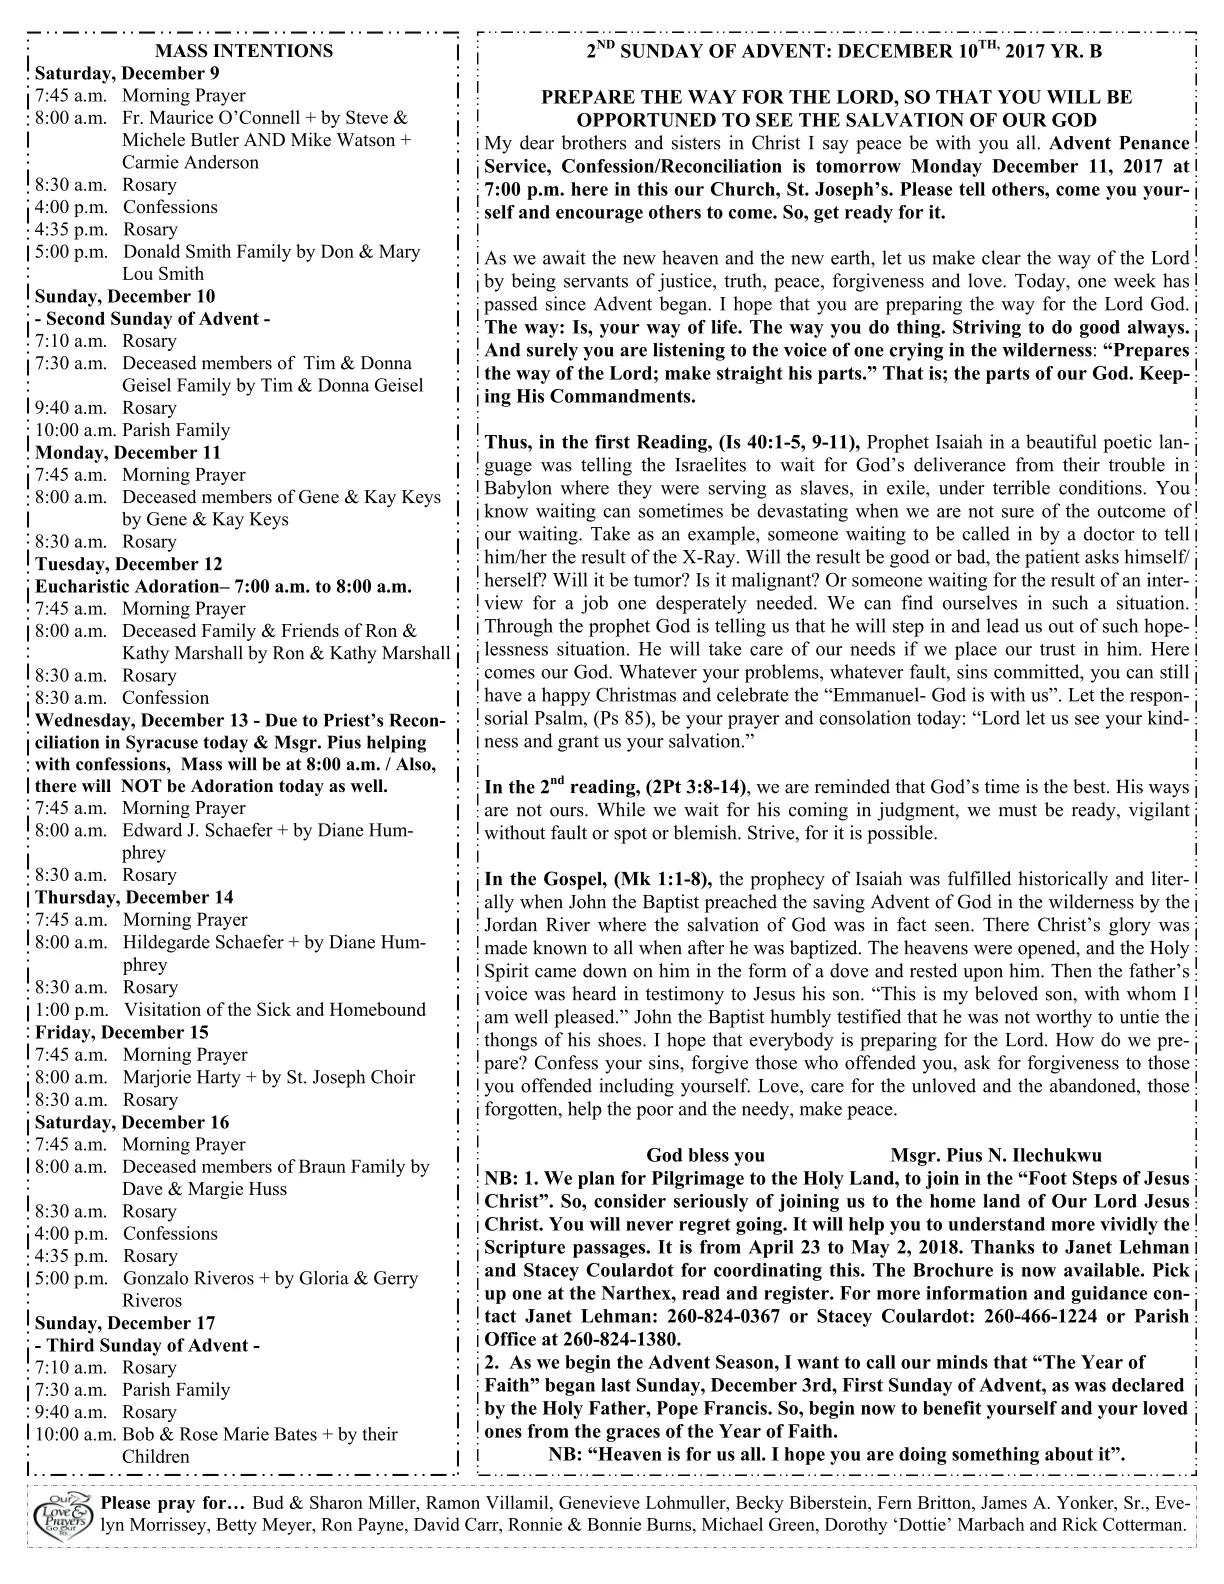 MASS INTENTIONS
Saturday, December 9
7:45 a.m. Morning Prayer
8:00 a.m. Fr. Maurice O’Connell + by Steve &
Michele Butler AND Mike Watson +
Carmie Anderson
8:30 a.m. Rosary
4:00 p.m. Confessions
4:35 p.m. Rosary
5:00 p.m. Donald Smith Family by Don & Mary
Lou Smith
Sunday, December 10
- Second Sunday of Advent -
7:10 a.m. Rosary
7:30 a.m. Deceased members of Tim & Donna
Geisel Family by Tim & Donna Geisel
9:40 a.m. Rosary
10:00 a.m. Parish Family
Monday, December 11
7:45 a.m. Morning Prayer
8:00 a.m. Deceased members of Gene & Kay Keys
by Gene & Kay Keys
8:30 a.m. Rosary
Tuesday, December 12
Eucharistic Adoration– 7:00 a.m. to 8:00 a.m.
7:45 a.m. Morning Prayer
8:00 a.m. Deceased Family & Friends of Ron &
Kathy Marshall by Ron & Kathy Marshall
8:30 a.m. Rosary
8:30 a.m. Confession
Wednesday, December 13 - Due to Priest’s Recon-
ciliation in Syracuse today & Msgr. Pius helping
with confessions, Mass will be at 8:00 a.m. / Also,
there will NOT be Adoration today as well.
7:45 a.m. Morning Prayer
8:00 a.m. Edward J. Schaefer + by Diane Hum-
phrey
8:30 a.m. Rosary
Thursday, December 14
7:45 a.m. Morning Prayer
8:00 a.m. Hildegarde Schaefer + by Diane Hum-
phrey
8:30 a.m. Rosary
1:00 p.m. Visitation of the Sick and Homebound
Friday, December 15
7:45 a.m. Morning Prayer
8:00 a.m. Marjorie Harty + by St. Joseph Choir
8:30 a.m. Rosary
Saturday, December 16
7:45 a.m. Morning Prayer
8:00 a.m. Deceased members of Braun Family by
Dave & Margie Huss
8:30 a.m. Rosary
4:00 p.m. Confessions
4:35 p.m. Rosary
5:00 p.m. Gonzalo Riveros + by Gloria & Gerry
Riveros
Sunday, December 17
- Third Sunday of Advent -
7:10 a.m. Rosary
7:30 a.m. Parish Family
9:40 a.m. Rosary
10:00 a.m. Bob & Rose Marie Bates + by their
Children
2ND SUNDAY OF ADVENT: DECEMBER 10TH, 2017 YR. B
PREPARE THE WAY FOR THE LORD, SO THAT YOU WILL BE
OPPORTUNED TO SEE THE SALVATION OF OUR GOD
My dear brothers and sisters in Christ I say peace be with you all. Advent Penance
Service, Confession/Reconciliation is tomorrow Monday December 11, 2017 at
7:00 p.m. here in this our Church, St. Joseph’s. Please tell others, come you your-
self and encourage others to come. So, get ready for it.
As we await the new heaven and the new earth, let us make clear the way of the Lord
by being servants of justice, truth, peace, forgiveness and love. Today, one week has
passed since Advent began. I hope that you are preparing the way for the Lord God.
The way: Is, your way of life. The way you do thing. Striving to do good always.
And surely you are listening to the voice of one crying in the wilderness: “Prepares
the way of the Lord; make straight his parts.” That is; the parts of our God. Keep-
ing His Commandments.
Thus, in the first Reading, (Is 40:1-5, 9-11), Prophet Isaiah in a beautiful poetic lan-
guage was telling the Israelites to wait for God’s deliverance from their trouble in
Babylon where they were serving as slaves, in exile, under terrible conditions. You
know waiting can sometimes be devastating when we are not sure of the outcome of
our waiting. Take as an example, someone waiting to be called in by a doctor to tell
him/her the result of the X-Ray. Will the result be good or bad, the patient asks himself/
herself? Will it be tumor? Is it malignant? Or someone waiting for the result of an inter-
view for a job one desperately needed. We can find ourselves in such a situation.
Through the prophet God is telling us that he will step in and lead us out of such hope-
lessness situation. He will take care of our needs if we place our trust in him. Here
comes our God. Whatever your problems, whatever fault, sins committed, you can still
have a happy Christmas and celebrate the “Emmanuel- God is with us”. Let the respon-
sorial Psalm, (Ps 85), be your prayer and consolation today: “Lord let us see your kind-
ness and grant us your salvation.”
In the 2nd reading, (2Pt 3:8-14), we are reminded that God’s time is the best. His ways
are not ours. While we wait for his coming in judgment, we must be ready, vigilant
without fault or spot or blemish. Strive, for it is possible.
In the Gospel, (Mk 1:1-8), the prophecy of Isaiah was fulfilled historically and liter-
ally when John the Baptist preached the saving Advent of God in the wilderness by the
Jordan River where the salvation of God was in fact seen. There Christ’s glory was
made known to all when after he was baptized. The heavens were opened, and the Holy
Spirit came down on him in the form of a dove and rested upon him. Then the father’s
voice was heard in testimony to Jesus his son. “This is my beloved son, with whom I
am well pleased.” John the Baptist humbly testified that he was not worthy to untie the
thongs of his shoes. I hope that everybody is preparing for the Lord. How do we pre-
pare? Confess your sins, forgive those who offended you, ask for forgiveness to those
you offended including yourself. Love, care for the unloved and the abandoned, those
forgotten, help the poor and the needy, make peace.
God bless you Msgr. Pius N. Ilechukwu
NB: 1. We plan for Pilgrimage to the Holy Land, to join in the “Foot Steps of Jesus
Christ”. So, consider seriously of joining us to the home land of Our Lord Jesus
Christ. You will never regret going. It will help you to understand more vividly the
Scripture passages. It is from April 23 to May 2, 2018. Thanks to Janet Lehman
and Stacey Coulardot for coordinating this. The Brochure is now available. Pick
up one at the Narthex, read and register. For more information and guidance con-
tact Janet Lehman: 260-824-0367 or Stacey Coulardot: 260-466-1224 or Parish
Office at 260-824-1380.
2. As we begin the Advent Season, I want to call our minds that “The Year of
Faith” began last Sunday, December 3rd, First Sunday of Advent, as was declared
by the Holy Father, Pope Francis. So, begin now to benefit yourself and your loved
ones from the graces of the Year of Faith.
NB: “Heaven is for us all. I hope you are doing something about it”.
Our
Love &
Prayers
Go out
To...
Please pray for… Bud & Sharon Miller, Ramon Villamil, Genevieve Lohmuller, Becky Biberstein, Fern Britton, James A. Yonker, Sr., Eve-
lyn Morrissey, Betty Meyer, Ron Payne, David Carr, Ronnie & Bonnie Burns, Michael Green, Dorothy ‘Dottie’ Marbach and Rick Cotterman.